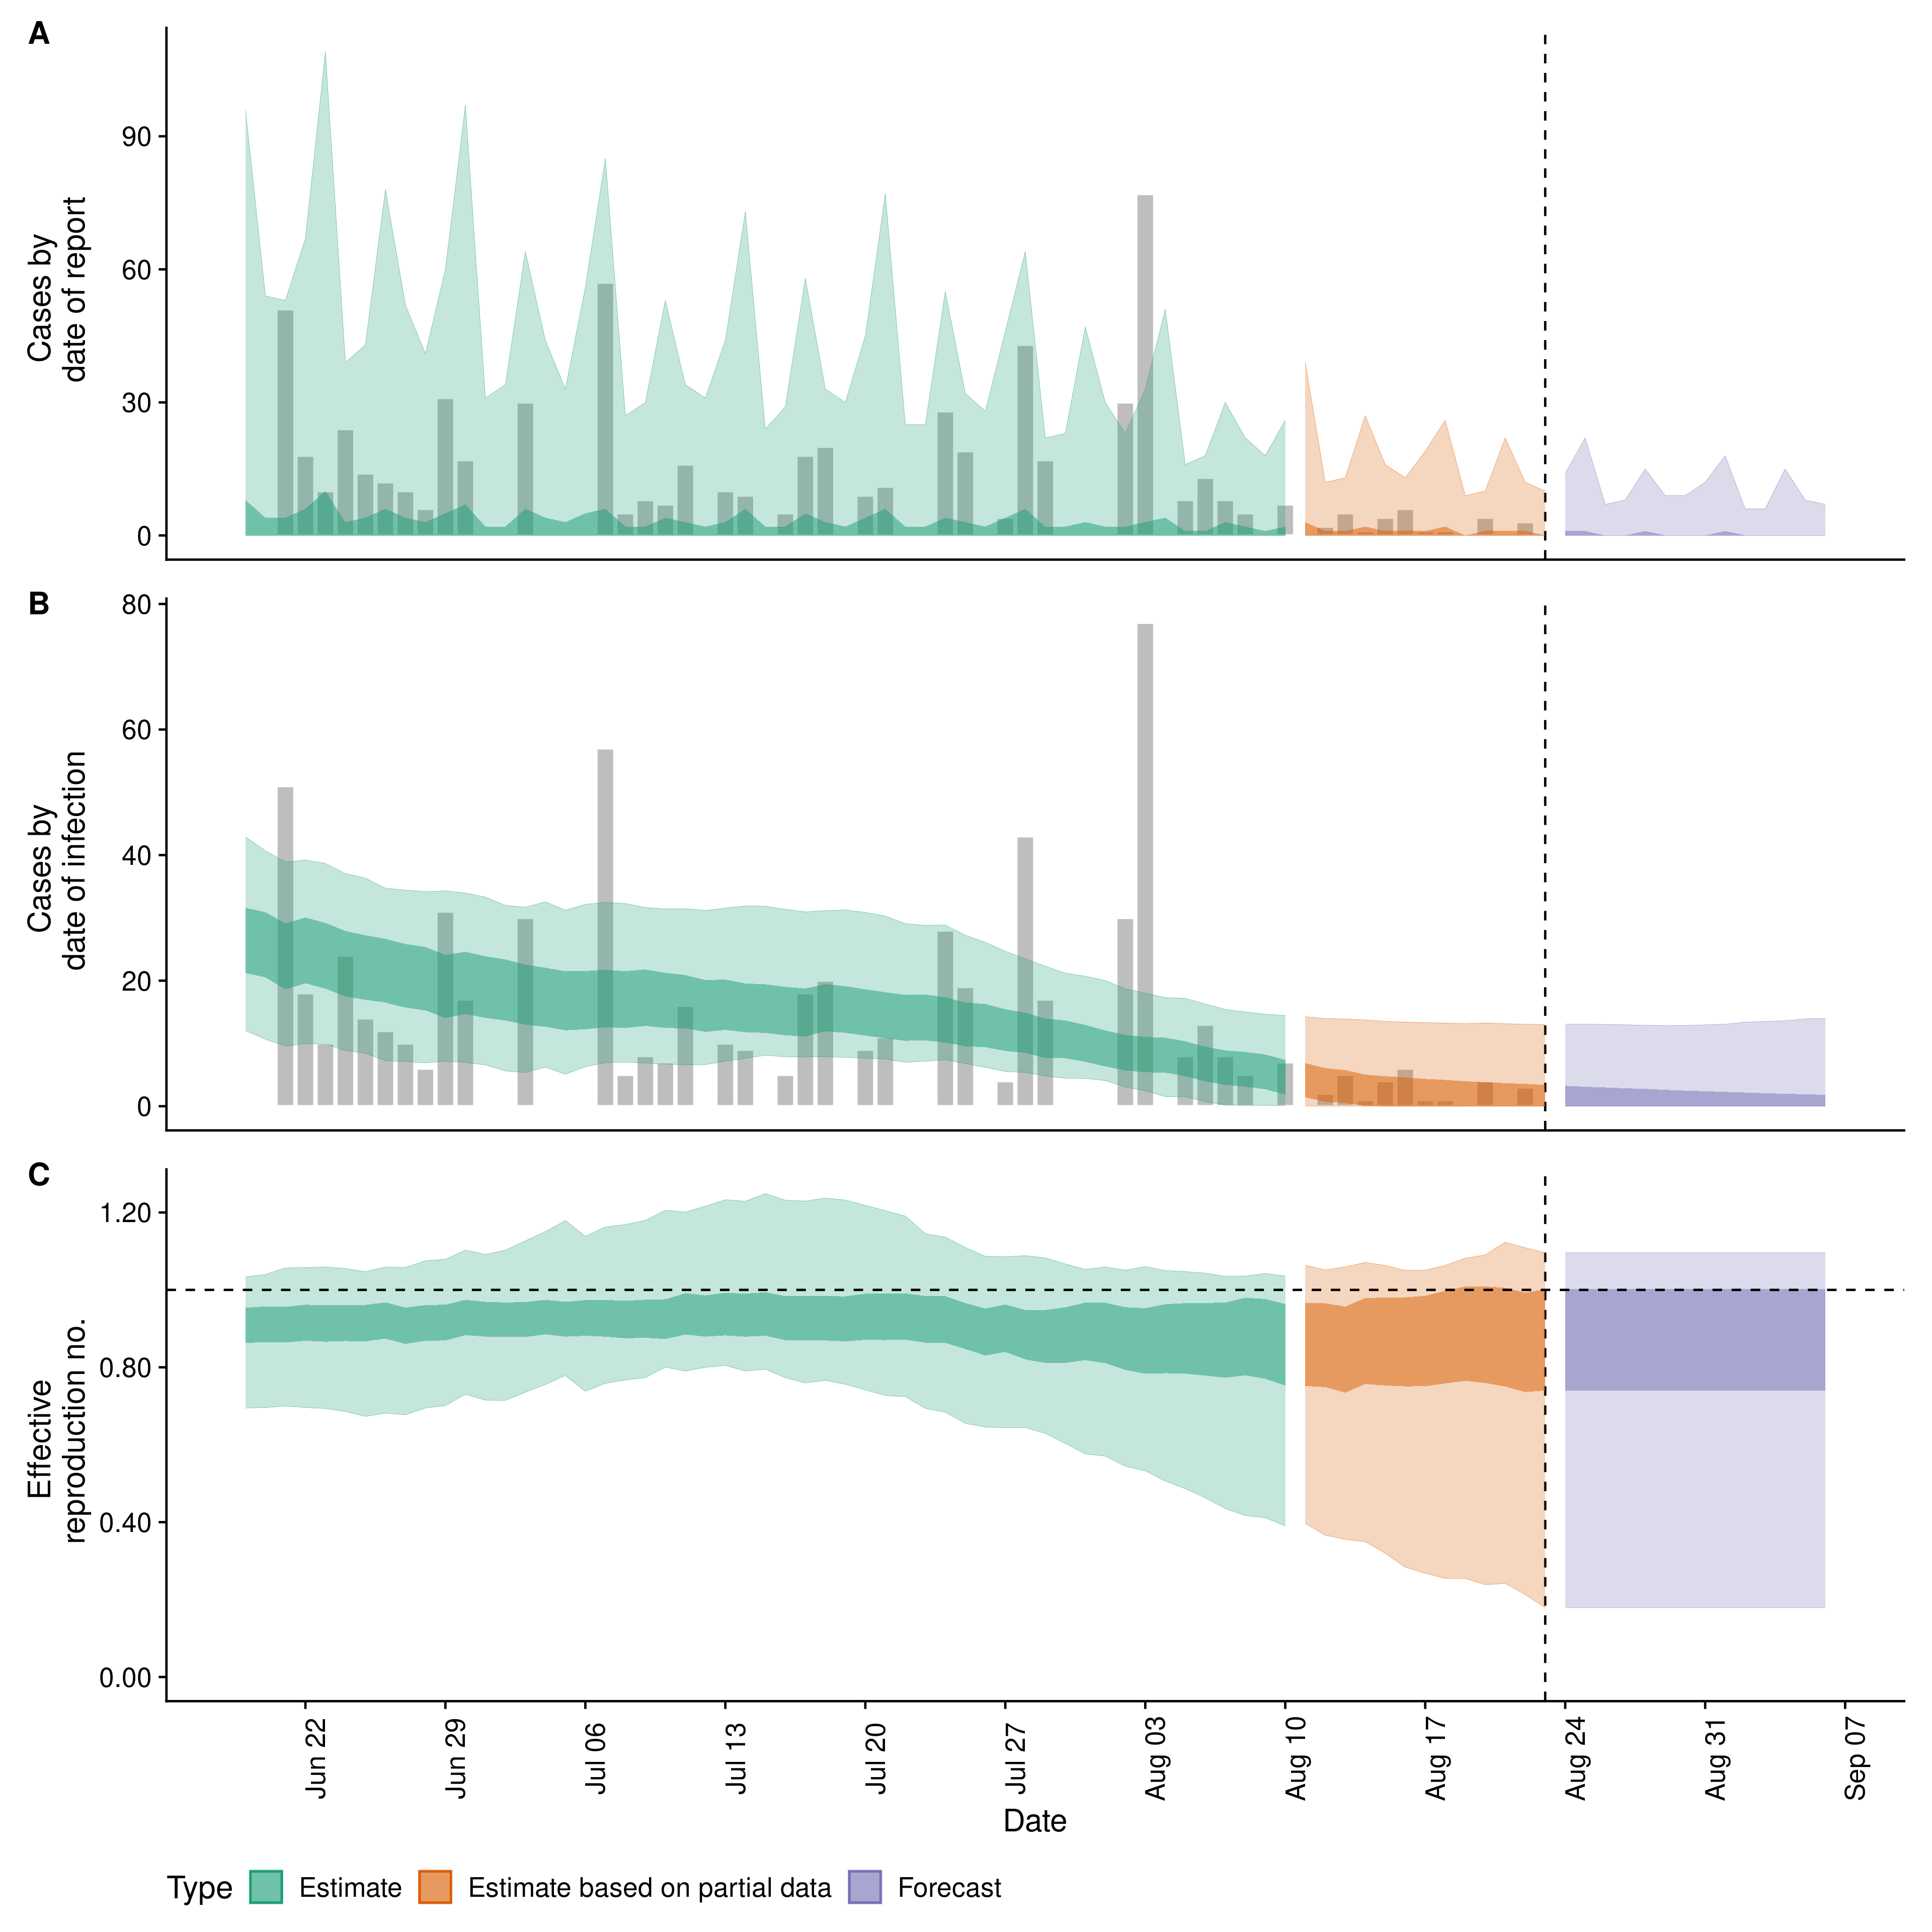 A
Cases by
date of report
90
60
30
0
B
Cases by
date of infection
80
60
40
20
0
C
Effective
reproduction no.
1.20
0.80
0.40
0.00
Jun 22
Jun 29
Jul 06
Jul 13
Jul 20
Jul 27
Aug 03
Aug 10
Aug 17
Aug 24
Aug 31
Sep 07
Date
Type Estimate Estimate based on partial data Forecast